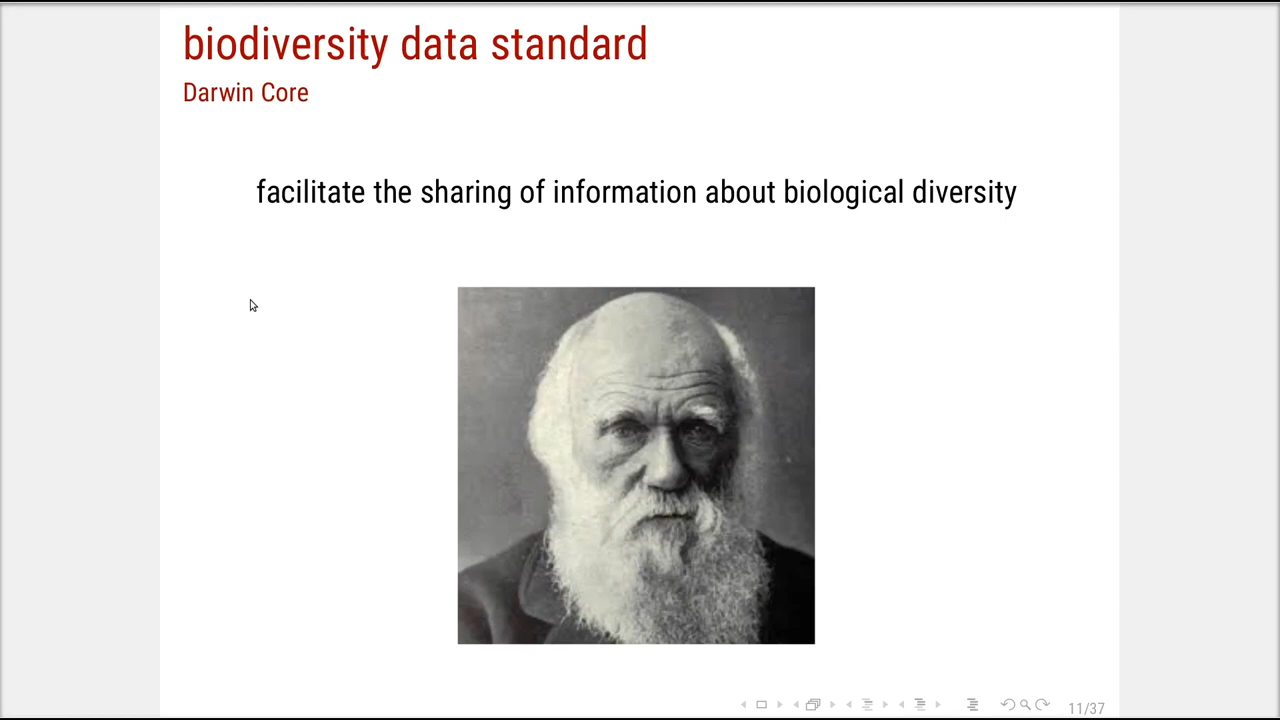 biodiversity data standard
Darwin Core
facilitate the sharing of information about biological diversity
11/37